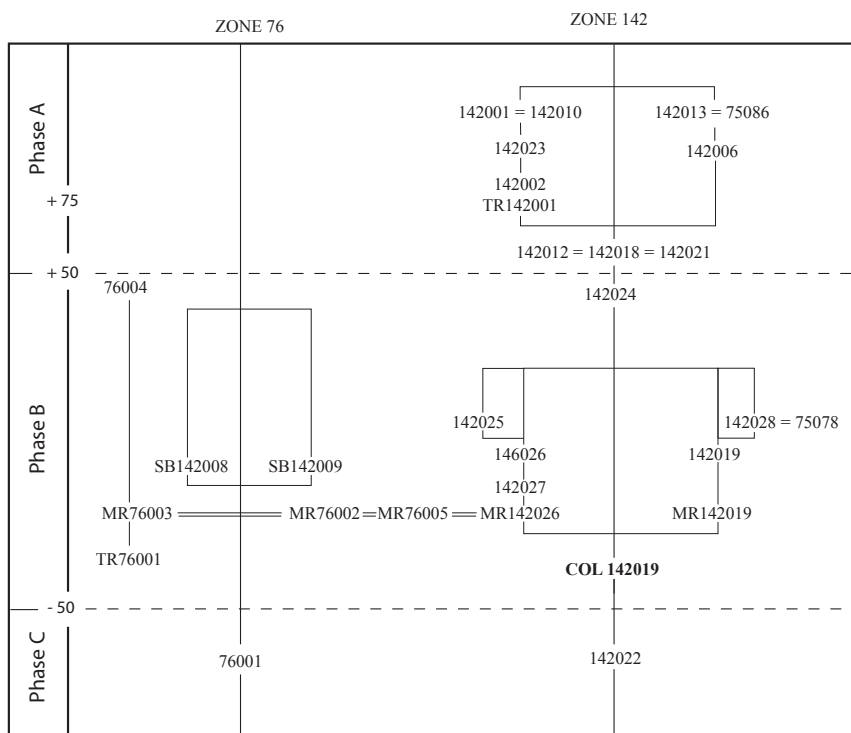 ZONE 76
ZONE 142
Phase A
142001 = 142010
142013 = 75086
142023
142006
142002
TR142001
+ 75
142012 = 142018 = 142021
+ 50
76004
142024
Phase B
142025
142028 = 75078
146026
142019
SB142008
SB142009
142027
MR76003
MR76002
MR76005
MR142026
MR142019
TR76001
COL 142019
- 50
Phase C
76001
142022